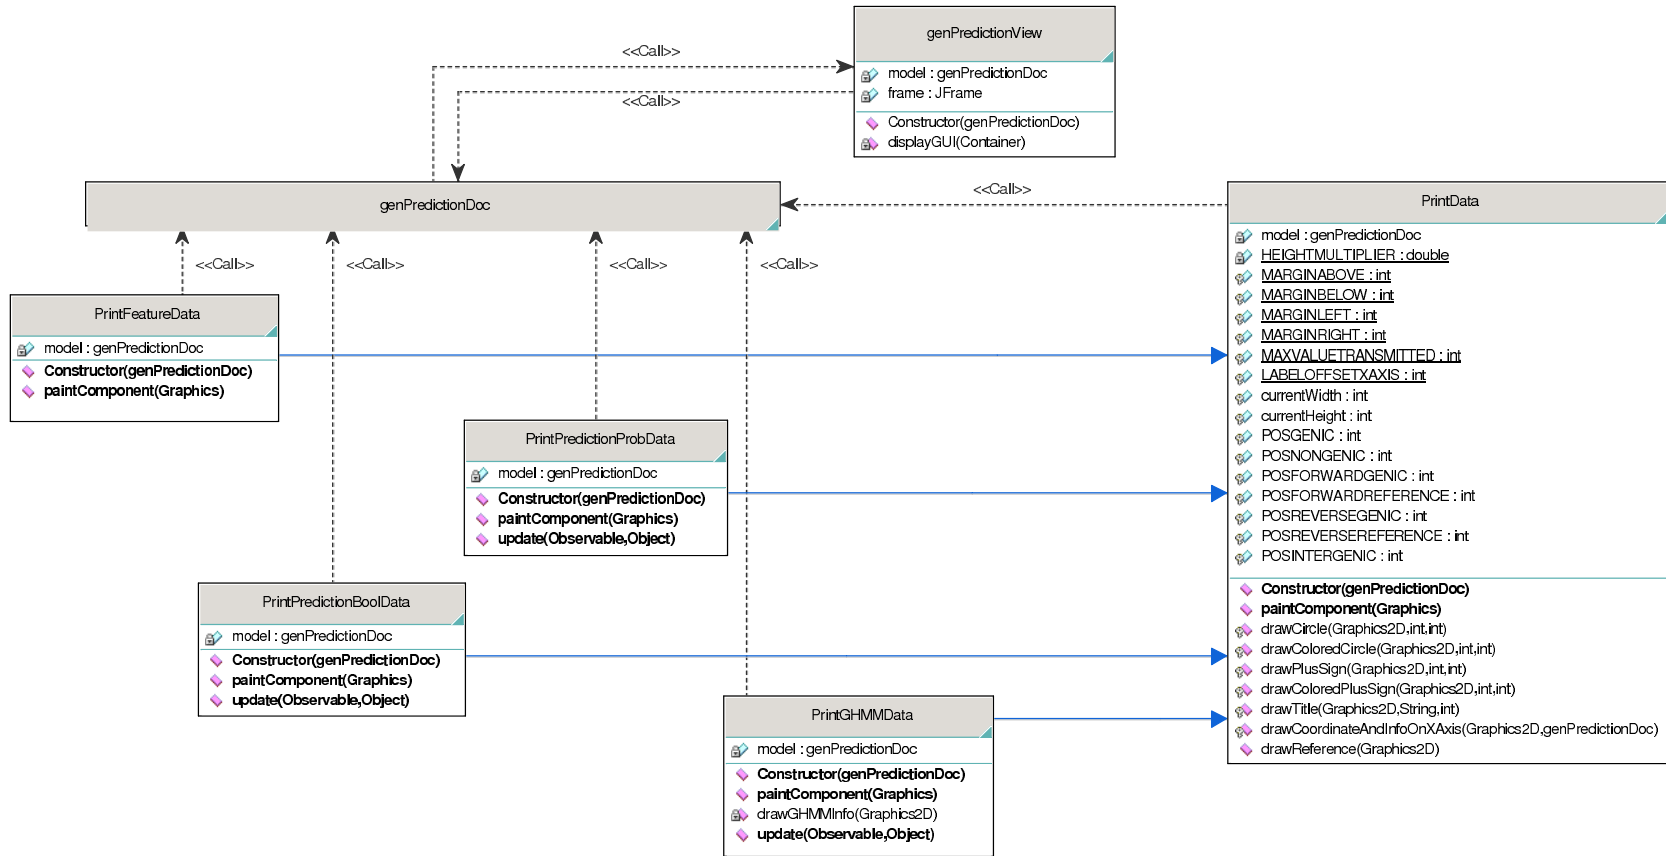 genPredictionView
<<Call>>
model : genPredictionDoc
frame : JFrame
<<Call>>
Constructor(genPredictionDoc)
displayGUI(Container)
genPredictionDoc
<<Call>>
PrintData
model : genPredictionDoc
HEIGHTMULTIPLIER : double
MARGINABOVE : int
MARGINBELOW : int
MARGINLEFT : int
MARGINRIGHT : int
MAXVALUETRANSMITTED : int
LABELOFFSETXAXIS : int
currentWidth : int
currentHeight : int
POSGENIC : int
POSNONGENIC : int
POSFORWARDGENIC : int
POSFORWARDREFERENCE : int
POSREVERSEGENIC : int
POSREVERSEREFERENCE : int
POSINTERGENIC : int
Constructor(genPredictionDoc)
paintComponent(Graphics)
drawCircle(Graphics2D,int,int)
drawColoredCircle(Graphics2D,int,int)
drawPlusSign(Graphics2D,int,int)
drawColoredPlusSign(Graphics2D,int,int)
drawTitle(Graphics2D,String,int)
drawCoordinateAndInfoOnXAxis(Graphics2D,genPredictionDoc)
drawReference(Graphics2D)
<<Call>>
<<Call>>
<<Call>>
<<Call>>
PrintFeatureData
model : genPredictionDoc
Constructor(genPredictionDoc)
paintComponent(Graphics)
PrintPredictionProbData
model : genPredictionDoc
Constructor(genPredictionDoc)
paintComponent(Graphics)
update(Observable,Object)
PrintPredictionBoolData
model : genPredictionDoc
Constructor(genPredictionDoc)
paintComponent(Graphics)
update(Observable,Object)
PrintGHMMData
model : genPredictionDoc
Constructor(genPredictionDoc)
paintComponent(Graphics)
drawGHMMInfo(Graphics2D)
update(Observable,Object)